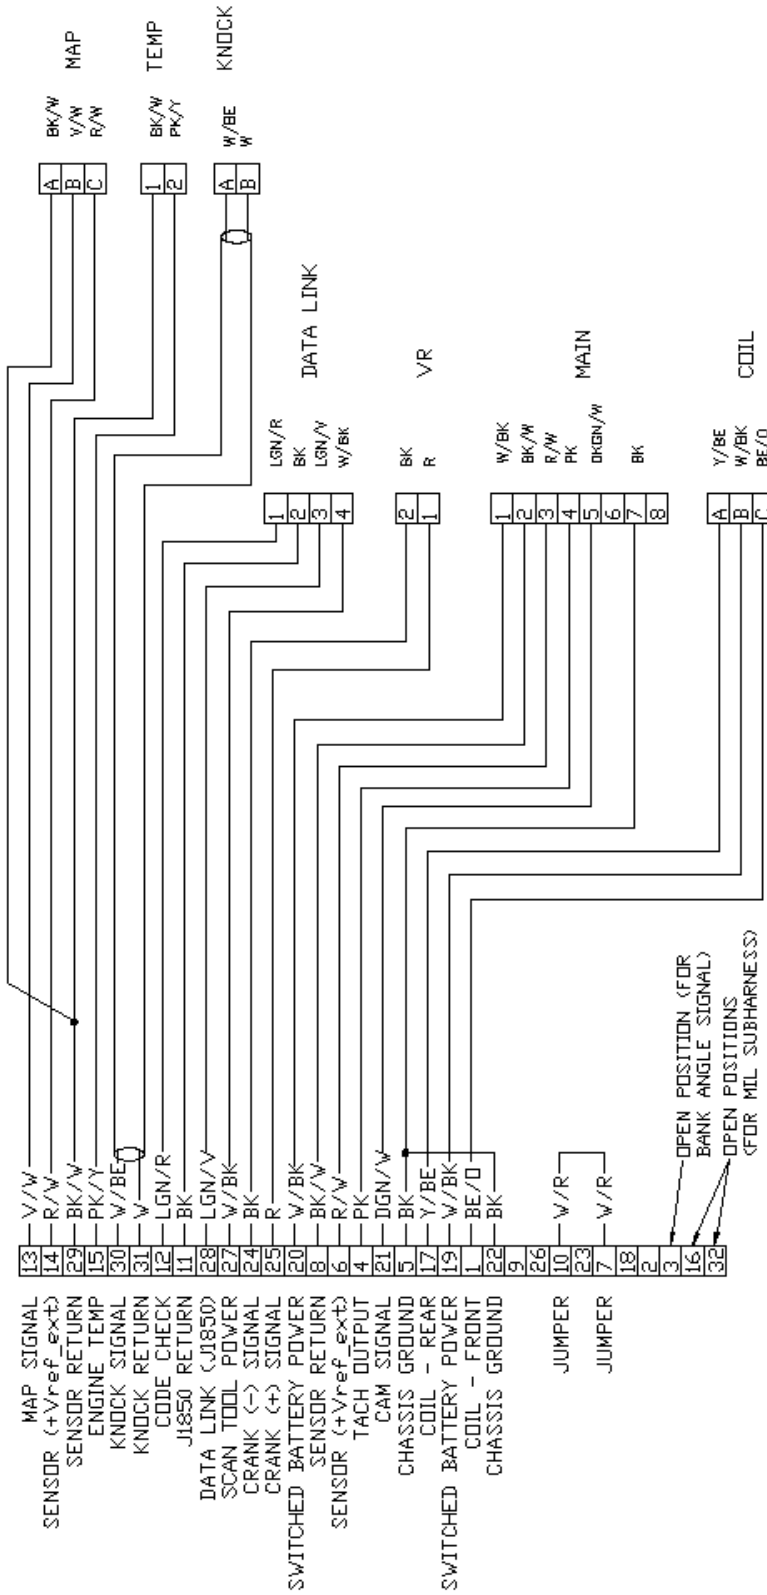 MAP SIGNAL 13 V/W
SENSOR (+Vref_ext) 14 R/W
SENSOR RETURN 29 BK/W
ENGINE TEMP 15 PK/Y
KNOCK SIGNAL 30 W/BE
KNOCK RETURN 31 W
CODE CHECK 12 LGN/R
J1850 RETURN 11 BK
DATA LINK (J1850) 28 LGN/V
SCAN TOOL POWER 27 W/BK
CRANK (-) SIGNAL 24 BK
CRANK (+) SIGNAL 25 R
SWITCHED BATTERY POWER 20 W/BK
SENSOR RETURN 8 BK/W
SENSOR (+Vref_ext) 6 R/W
TACH OUTPUT 4 PK
CAM SIGNAL 21 DGN/W
CHASSIS GROUND 5 BK
COIL - REAR 17 Y/BE
SWITCHED BATTERY POWER 19 W/BK
COIL - FRONT 1 BE/O
CHASSIS GROUND 22 BK
9
26
JUMPER 10 W/R
23
JUMPER 7 W/R
18
2
3
16
32
OPEN POSITION (FOR
BANK ANGLE SIGNAL)
OPEN POSITIONS
(FOR MIL SUBHARNESS)
A BK/W
B V/W
C R/W
MAP
1 BK/W
2 PK/Y
TEMP
A W/BE
B W
KNOCK
1 LGN/R
2 BK
3 LGN/V
4 W/BK
DATA LINK
2 BK
1 R
VR
1 W/BK
2 BK/W
3 R/W
4 PK
5 DKGN/W
6
7 BK
8
MAIN
A Y/BE
B W/BK
C BE/O
COIL